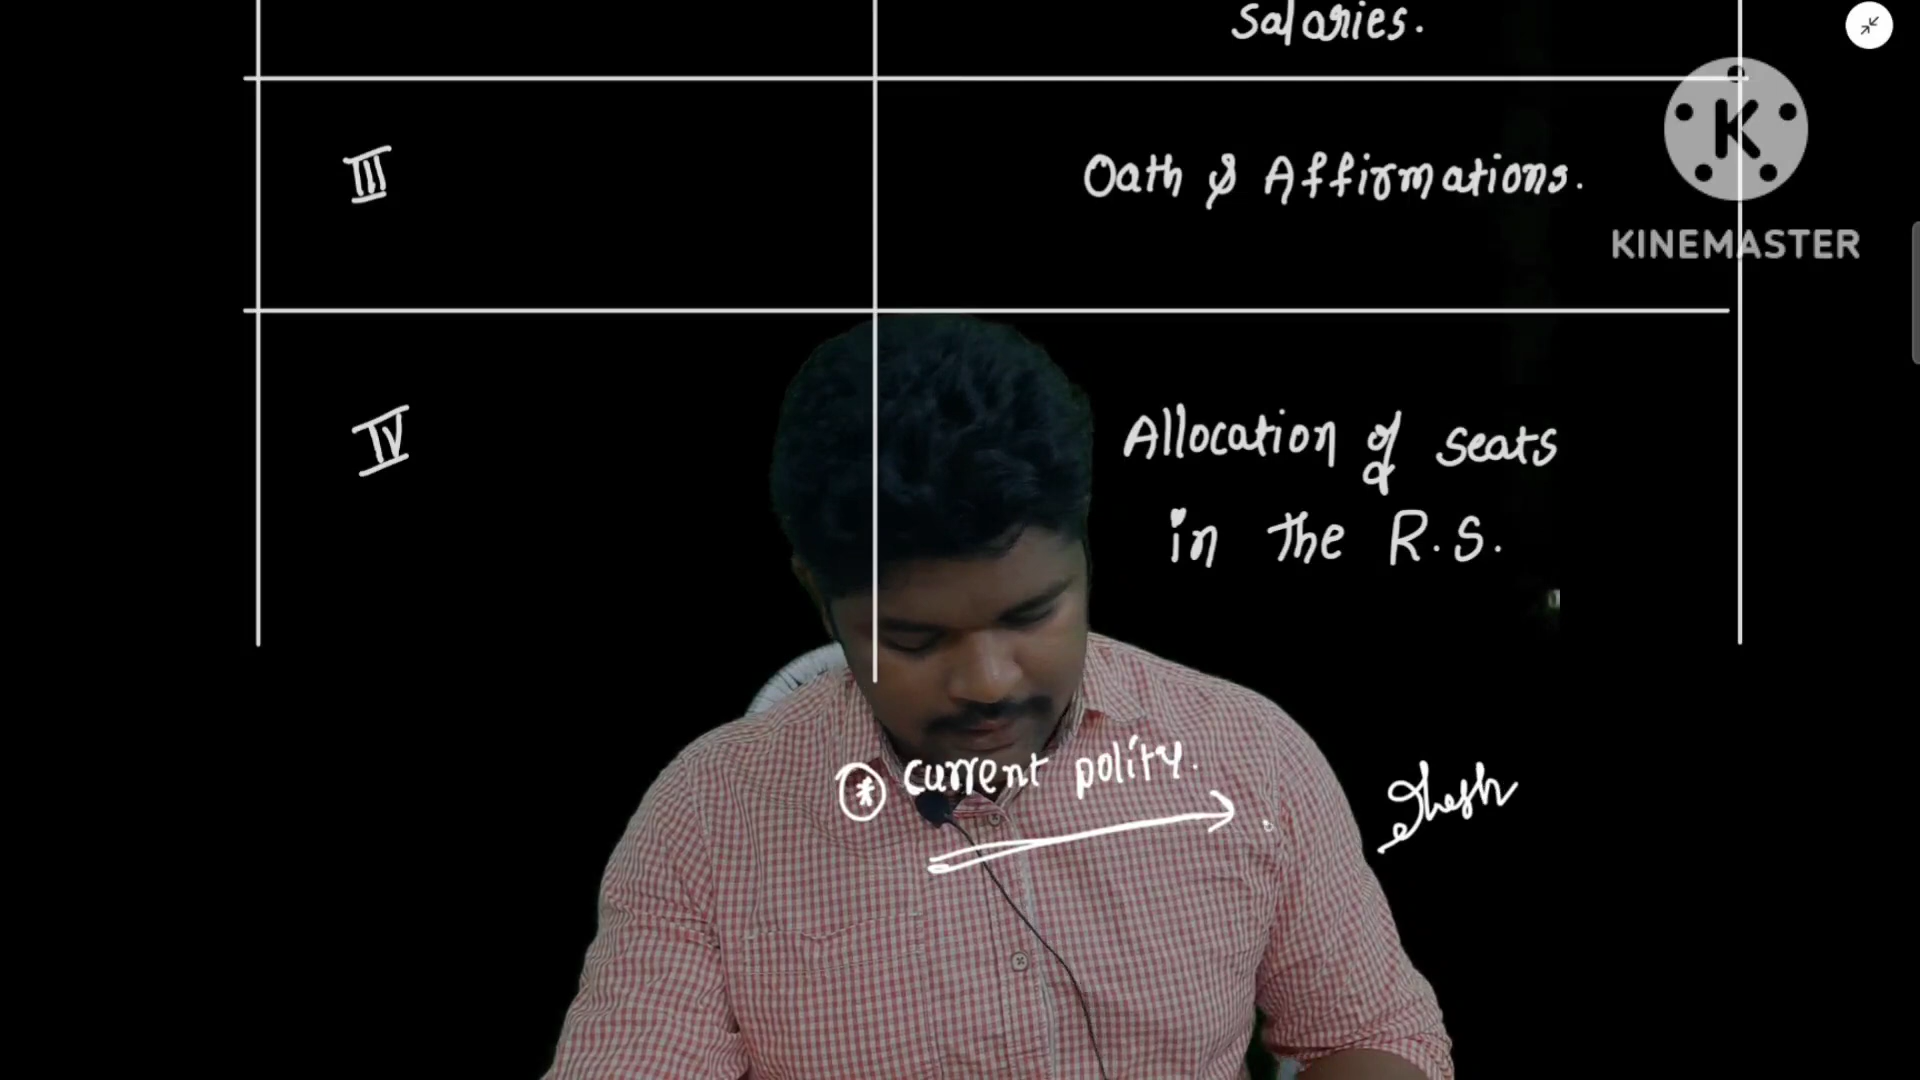 Salaries.
III
Oath & Affirmations.
K
KINEMASTER
IV
Allocation of seats
in the R.S.
* current polity.